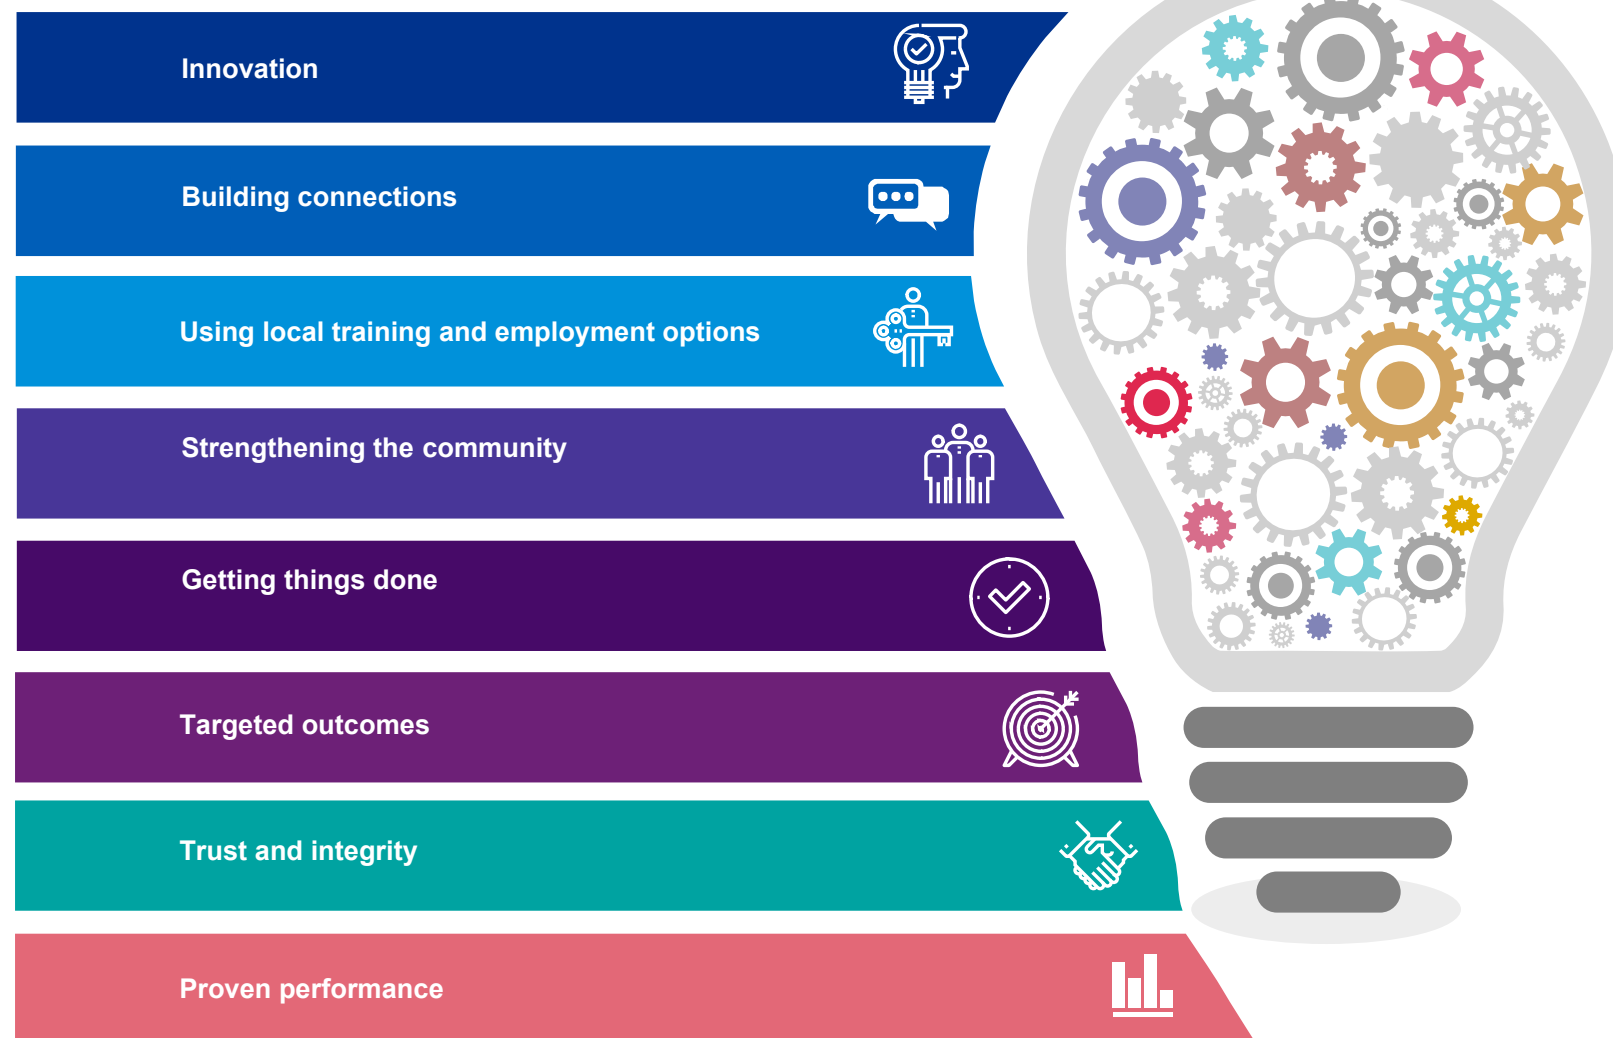 Innovation
Building connections
Using local training and employment options
Strengthening the community
Getting things done
Targeted outcomes
Trust and integrity
Proven performance